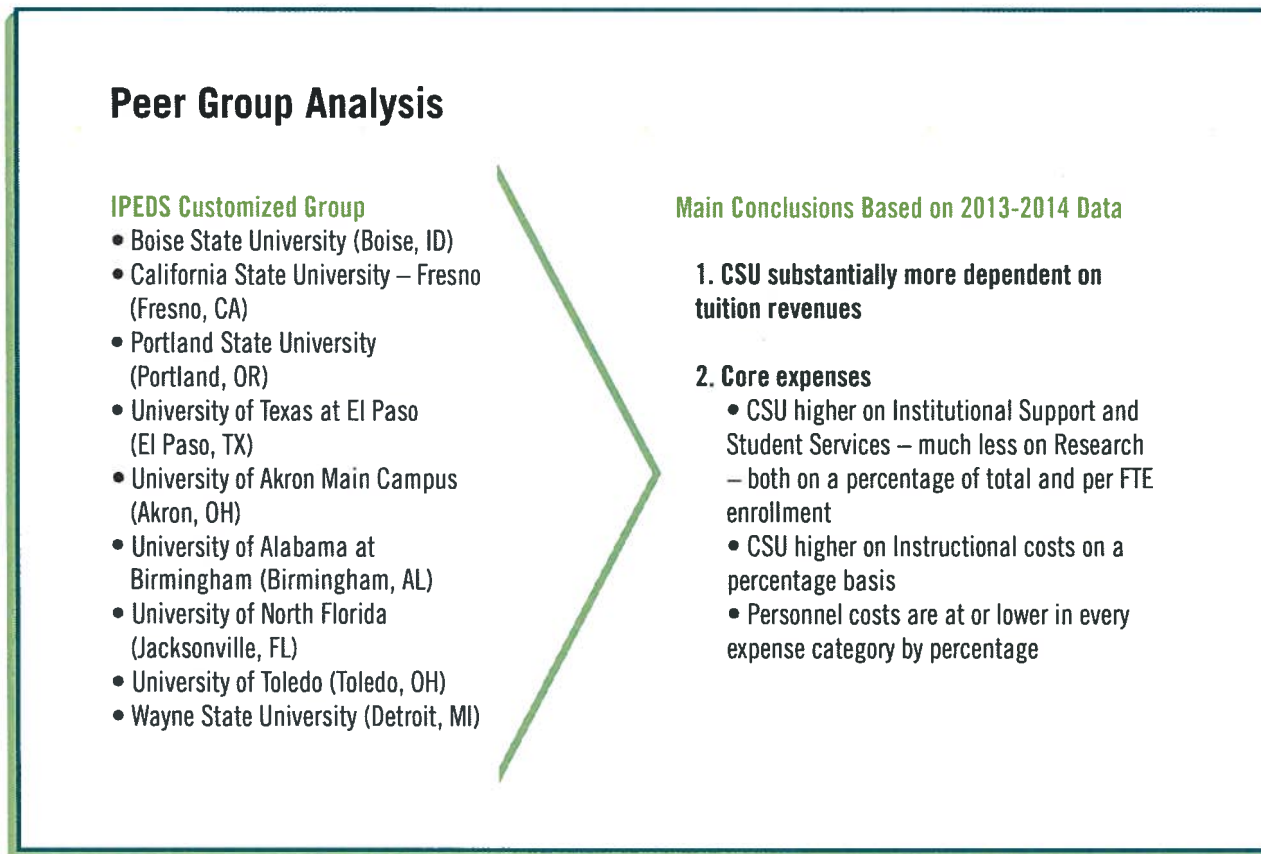 Peer Group Analysis
IPEDS Customized Group
• Boise State University (Boise, ID)
• California State University – Fresno
(Fresno, CA)
• Portland State University
(Portland, OR)
• University of Texas at El Paso
(El Paso, TX)
• University of Akron Main Campus
(Akron, OH)
• University of Alabama at
Birmingham (Birmingham, AL)
• University of North Florida
(Jacksonville, FL)
• University of Toledo (Toledo, OH)
• Wayne State University (Detroit, MI)
Main Conclusions Based on 2013-2014 Data
1. CSU substantially more dependent on
tuition revenues
2. Core expenses
• CSU higher on Institutional Support and
Student Services – much less on Research
– both on a percentage of total and per FTE
enrollment
• CSU higher on Instructional costs on a
percentage basis
• Personnel costs are at or lower in every
expense category by percentage